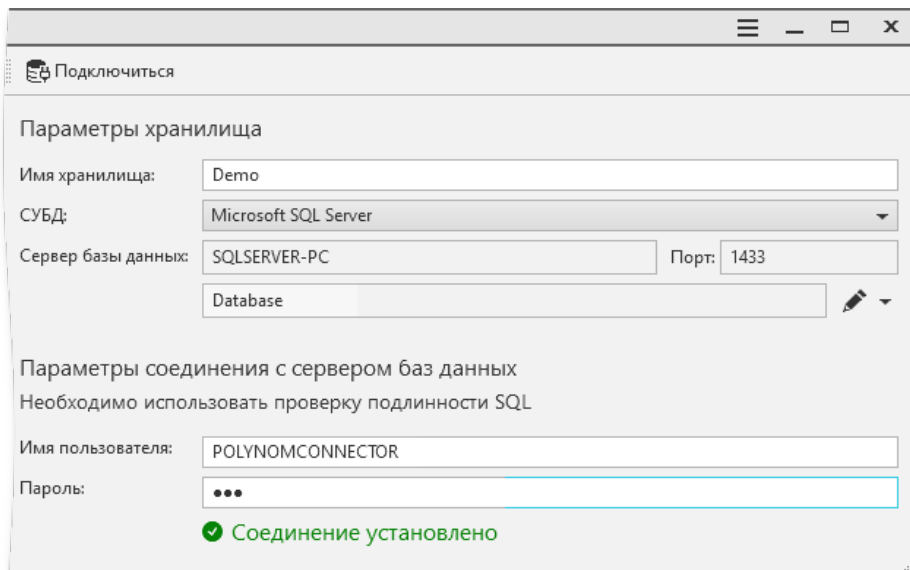 Подключиться
Параметры хранилища
Имя хранилища: Demo
СУБД: Microsoft SQL Server
Сервер базы данных: SQLSERVER-PC Порт: 1433
Database
Параметры соединения с сервером баз данных
Необходимо использовать проверку подлинности SQL
Имя пользователя: POLYNOMCONNECTOR
Пароль: •••
Соединение установлено